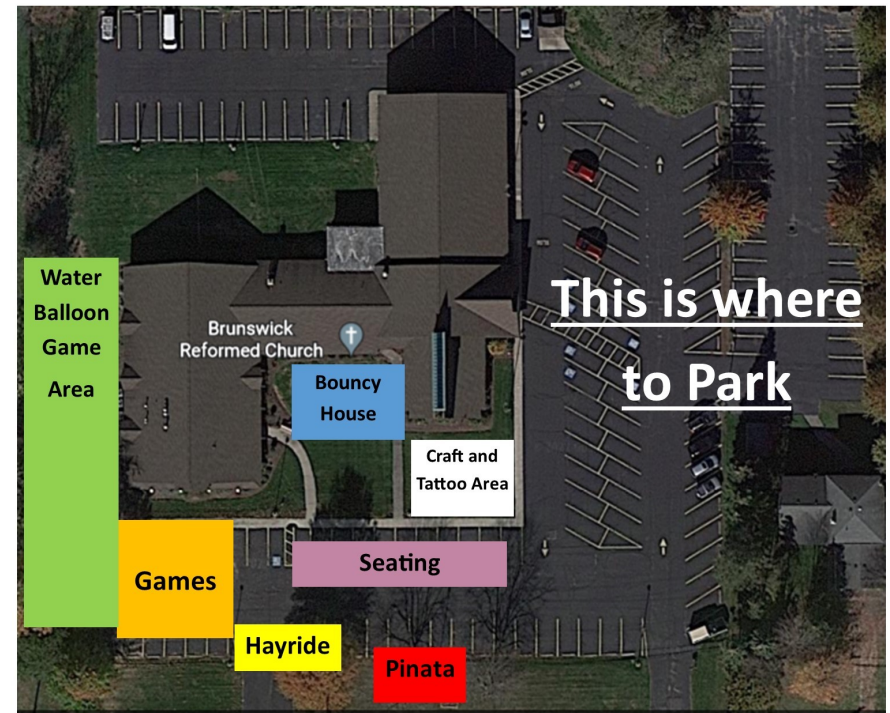 Water
Balloon
Game
Area
Brunswick
Reformed Church
Bouncy
House
This is where
to Park
Craft and
Tattoo Area
Seating
Games
Hayride
Pinata